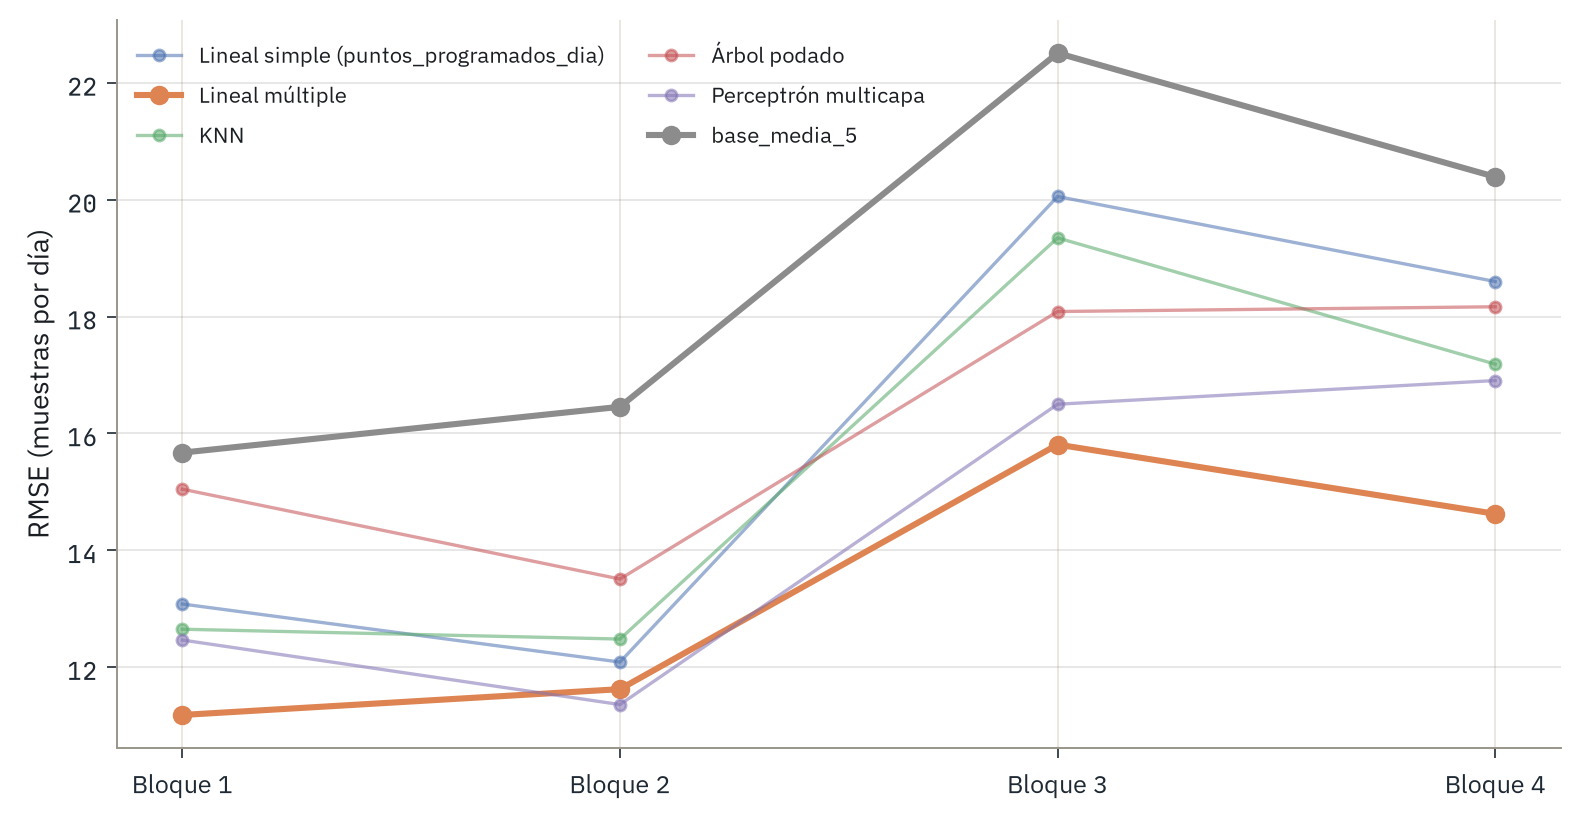 Lineal simple (puntos_programados_dia)
Lineal múltiple
KNN
Árbol podado
Perceptrón multicapa
base_media_5
RMSE (muestras por día)
22
20
18
16
14
12
Bloque 1
Bloque 2
Bloque 3
Bloque 4